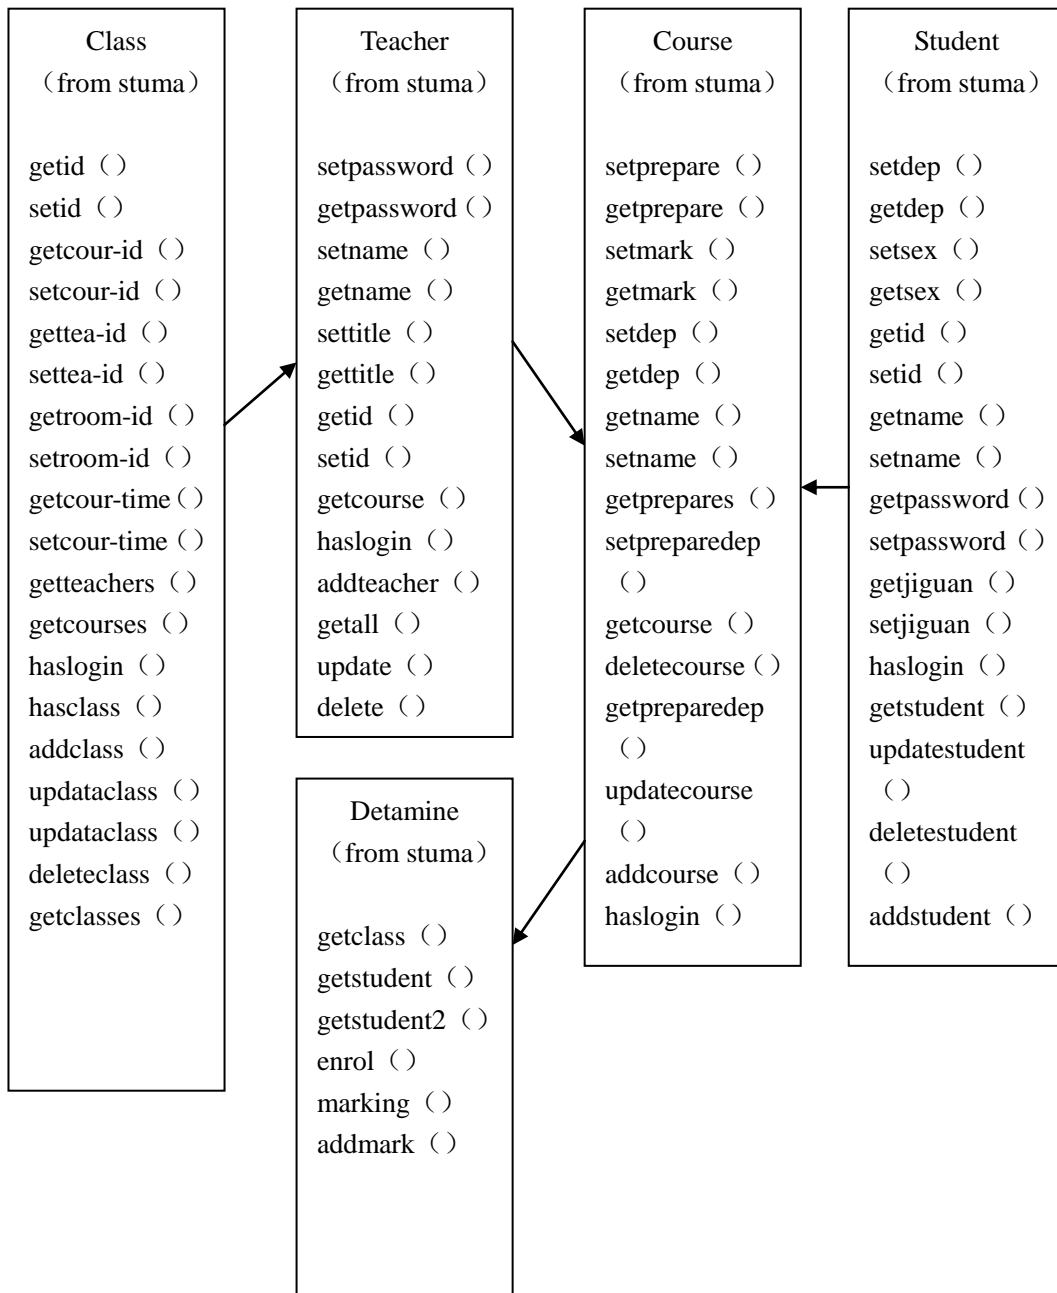 Class
（from stuma）
getid（）
setid（）
getcour-id（）
setcour-id（）
gettea-id（）
settea-id（）
getroom-id（）
setroom-id（）
getcour-time（）
setcour-time（）
getteachers（）
getcourses（）
haslogin（）
hasclass（）
addclass（）
updataclass（）
updataclass（）
deleteclass（）
getclasses（）
Teacher
（from stuma）
setpassword（）
getpassword（）
setname（）
getname（）
settitle（）
gettitle（）
getid（）
setid（）
getcourse（）
haslogin（）
addteacher（）
getall（）
update（）
delete（）
Detamine
（from stuma）
getclass（）
getstudent（）
getstudent2（）
enrol（）
marking（）
addmark（）
Course
（from stuma）
setprepare（）
getprepare（）
setmark（）
getmark（）
setdep（）
getdep（）
getname（）
setname（）
getprepares（）
setpreparedep
（）
getcourse（）
deletecourse（）
getpreparedep
（）
updatecourse
（）
addcourse（）
haslogin（）
Student
（from stuma）
setdep（）
getdep（）
setsex（）
getsex（）
getid（）
setid（）
getname（）
setname（）
getpassword（）
setpassword（）
getjiguan（）
setjiguan（）
haslogin（）
getstudent（）
updatestudent
（）
deletestudent
（）
addstudent（）